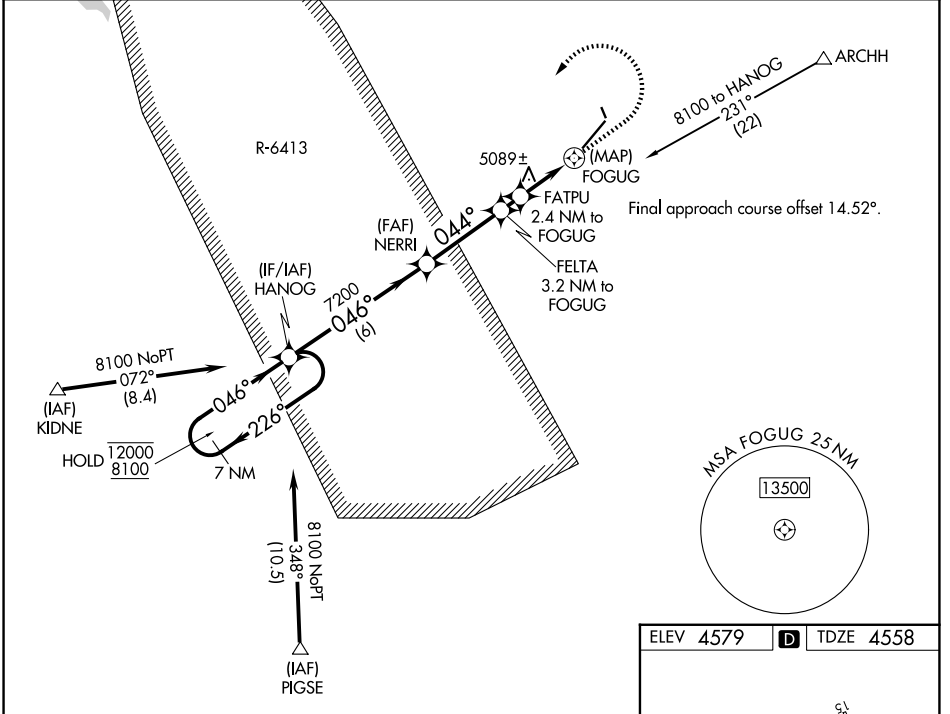 ARCHH
8100 to HANOG
231°
(22)
R-6413
5089±
(MAP)
FOGUG
FATPU
2.4 NM to
FOGUG
Final approach course offset 14.52°.
044°
(FAF)
NERRI
FELTA
3.2 NM to
FOGUG
(IF/IAF)
HANOG
7200
046°
(6)
8100 NoPT
072°
(8.4)
(IAF)
KIDNE
046°
226°
HOLD 12000
8100
7 NM
8100 NoPT
348°
(10.5)
(IAF)
PIGSE
MSA FOGUG 25 NM
13500
ELEV 4579 D TDZE 4558